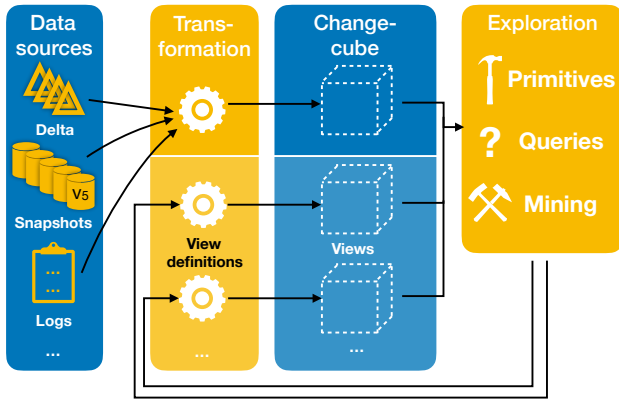 Data
sources
Delta
V5
Snapshots
...
...
Logs
...
Trans-
formation
View
definitions
...
Change-
cube
Views
...
Exploration
Primitives
?
Queries
Mining